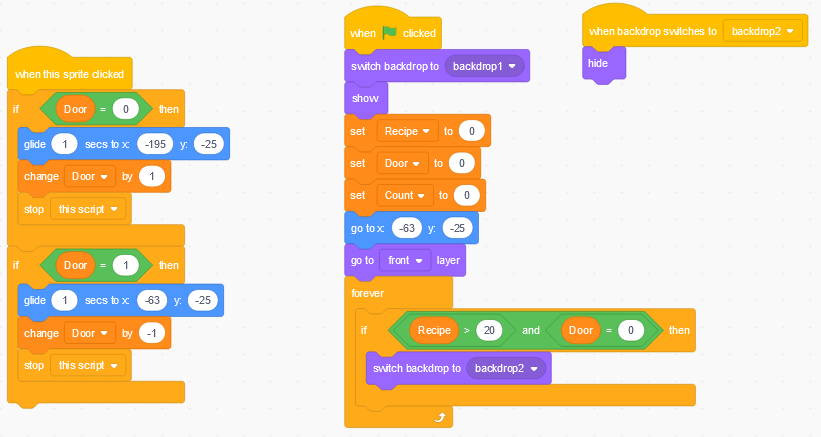 when this sprite clicked
if Door = 0 then
glide 1 secs to x: -195 y: -25
change Door by 1
stop this script
if Door = 1 then
glide 1 secs to x: -63 y: -25
change Door by -1
stop this script
when clicked
switch backdrop to backdrop1
show
set Recipe to 0
set Door to 0
set Count to 0
go to x: -63 y: -25
go to front layer
forever
if Recipe > 20 and Door = 0 then
switch backdrop to backdrop2
when backdrop switches to backdrop2
hide